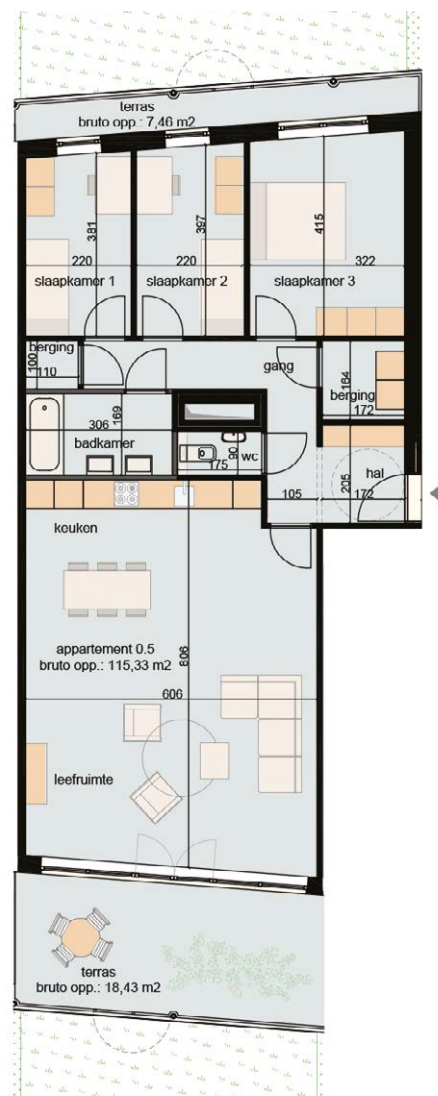 terras
bruto opp.: 7,46 m2
381
397
415
220
220
322
slaapkamer 1
slaapkamer 2
slaapkamer 3
berging
100
110
gang
164
berging
172
306
169
badkamer
90
175
wc
hal
105
205
172
keuken
appartement 0.5
bruto opp.: 115,33 m2
806
606
leefruimte
terras
bruto opp.: 18,43 m2